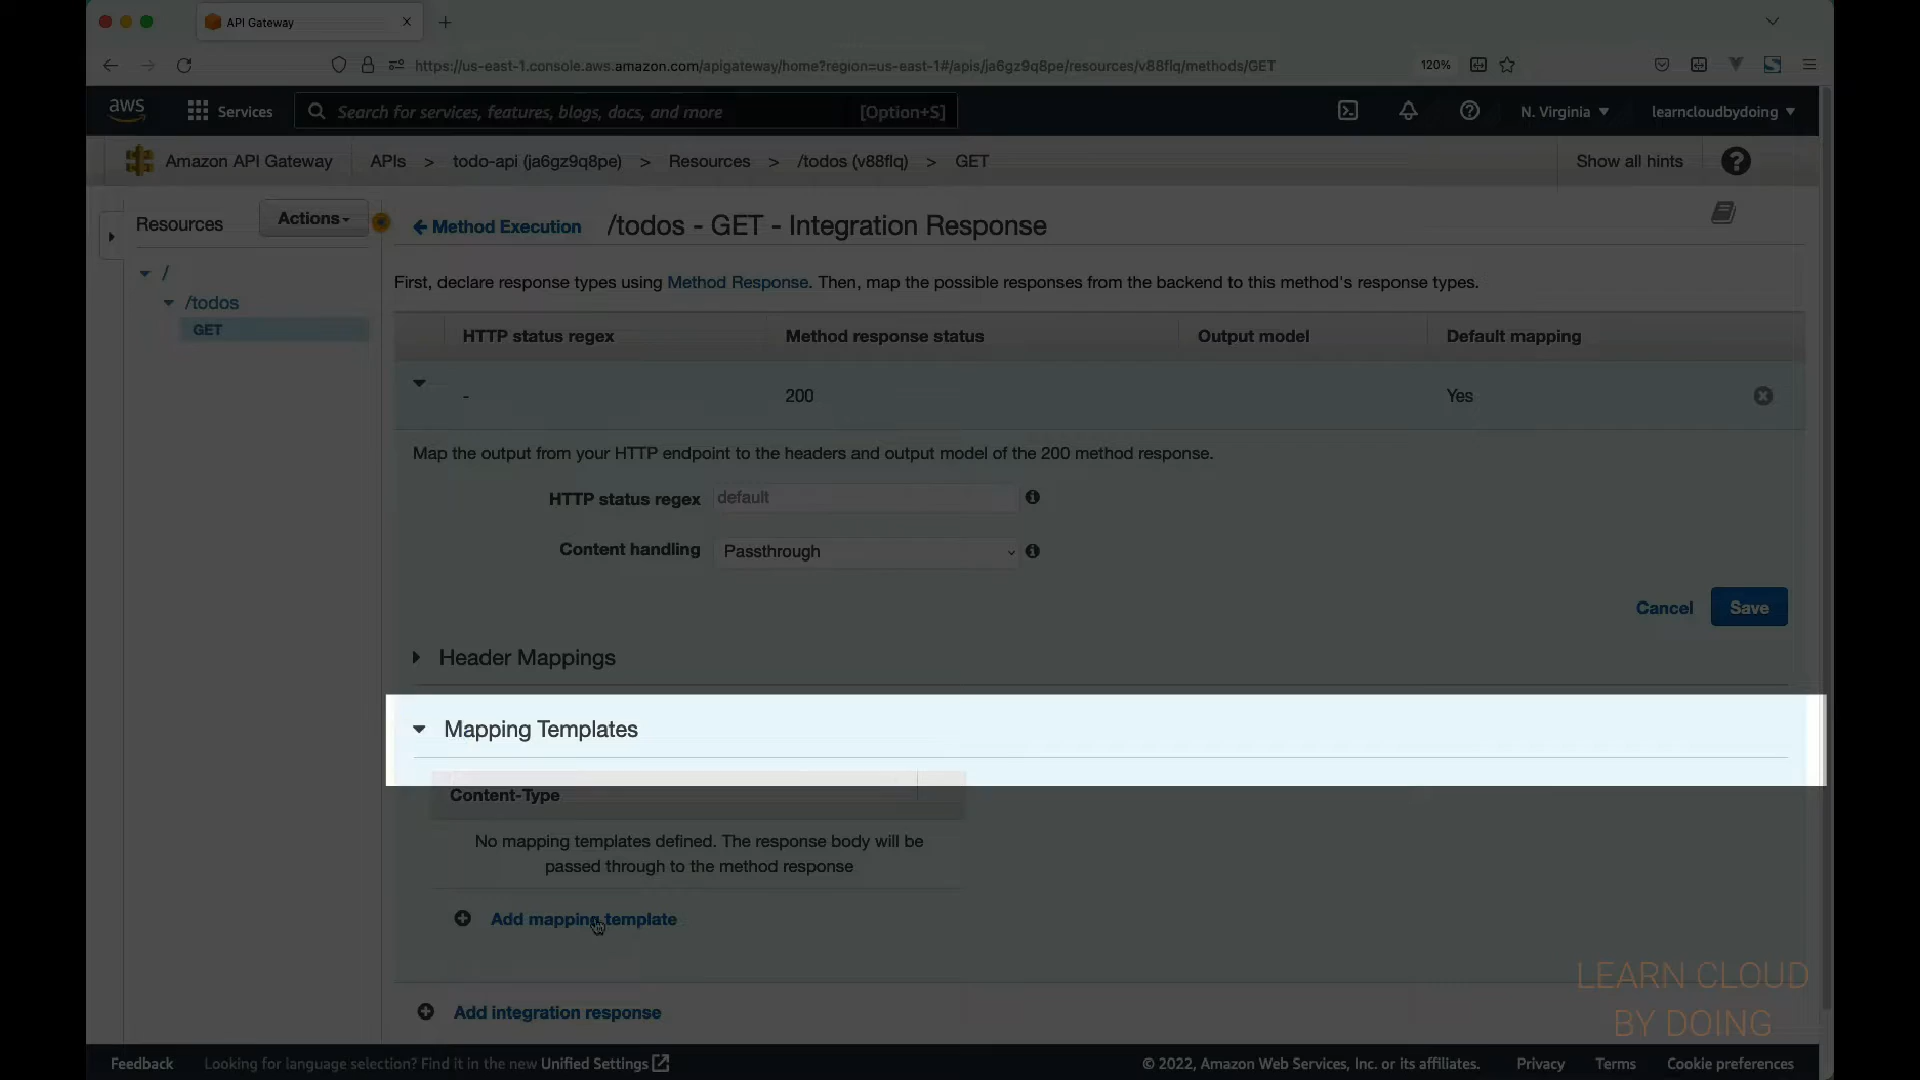 API Gateway
https://us-east-1.console.aws.amazon.com/apigateway/home?region=us-east-1#/apis/ja6gz9q8pe/resources/v88flq/methods/GET
120%
aws
Services
Search for services, features, blogs, docs, and more
[Option+S]
N. Virginia
learncloudbydoing
Amazon API Gateway
APIs > todo-api (ja6gz9q8pe) > Resources > /todos (v88flq) > GET
Show all hints
Resources
Actions
Method Execution
/todos - GET - Integration Response
/
/todos
GET
First, declare response types using Method Response. Then, map the possible responses from the backend to this method's response types.
HTTP status regex
Method response status
Output model
Default mapping
-
200
Yes
Map the output from your HTTP endpoint to the headers and output model of the 200 method response.
HTTP status regex
default
Content handling
Passthrough
Cancel
Save
Header Mappings
Mapping Templates
Content-Type
No mapping templates defined. The response body will be
passed through to the method response
Add mapping template
Add integration response
LEARN CLOUD
BY DOING
Feedback
Looking for language selection? Find it in the new Unified Settings
© 2022, Amazon Web Services, Inc. or its affiliates.
Privacy
Terms
Cookie preferences